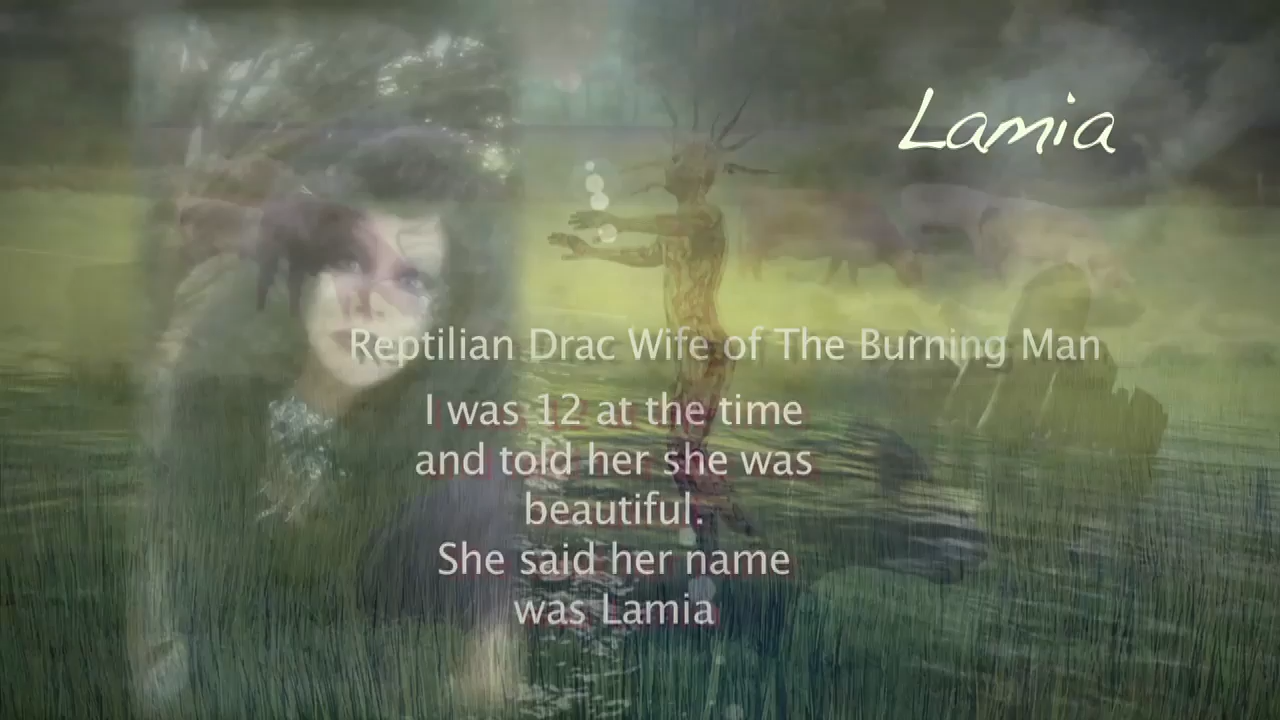 Lamia
Reptilian Drac Wife of The Burning Man
I was 12 at the time
and told her she was
beautiful.
She said her name
was Lamia